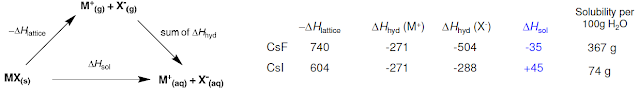 M⁺(g) + X⁻(g)
−ΔHlattice
sum of ΔHhyd
ΔHsol
MX(s)
M⁺(aq) + X⁻(aq)
−ΔHlattice ΔHhyd (M⁺) ΔHhyd (X⁻) ΔHsol Solubility per 100g H₂O
CsF 740 -271 -504 -35 367 g
CsI 604 -271 -288 +45 74 g